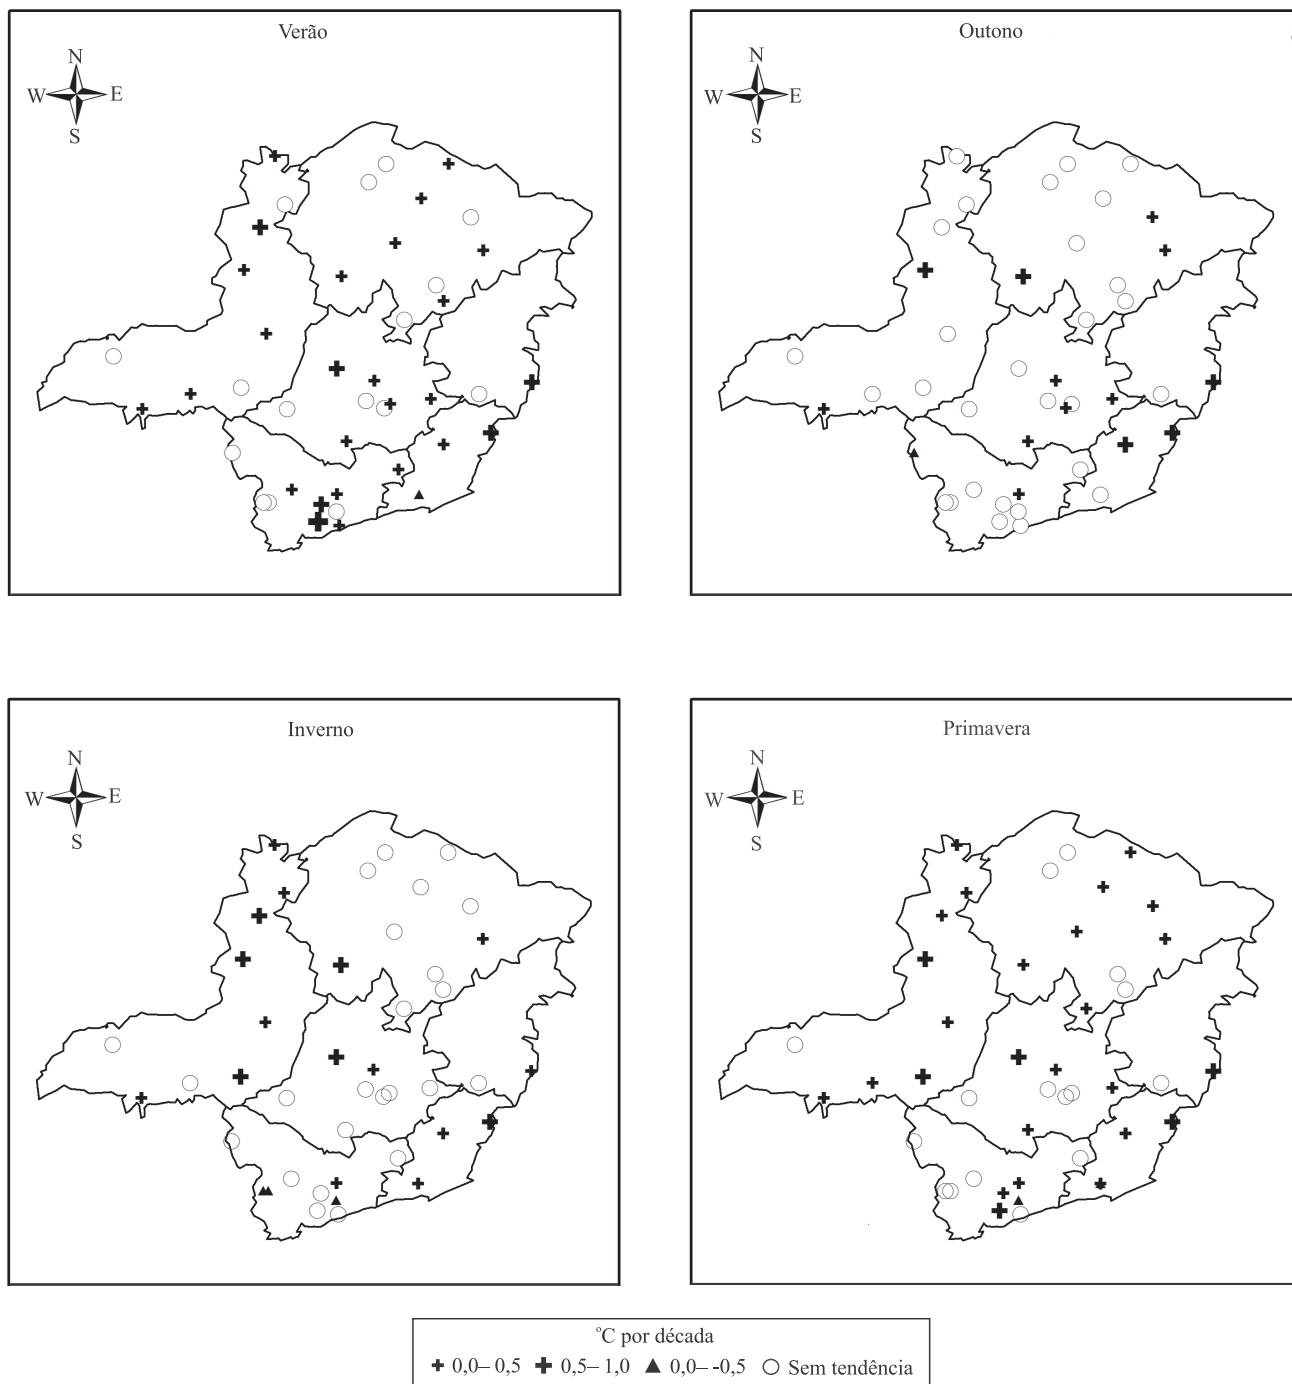 Verão
N
W E
S
Outono
N
W E
S
Inverno
N
W E
S
Primavera
N
W E
S
°C por década
0,0– 0,5 0,5– 1,0 0,0– -0,5 Sem tendência